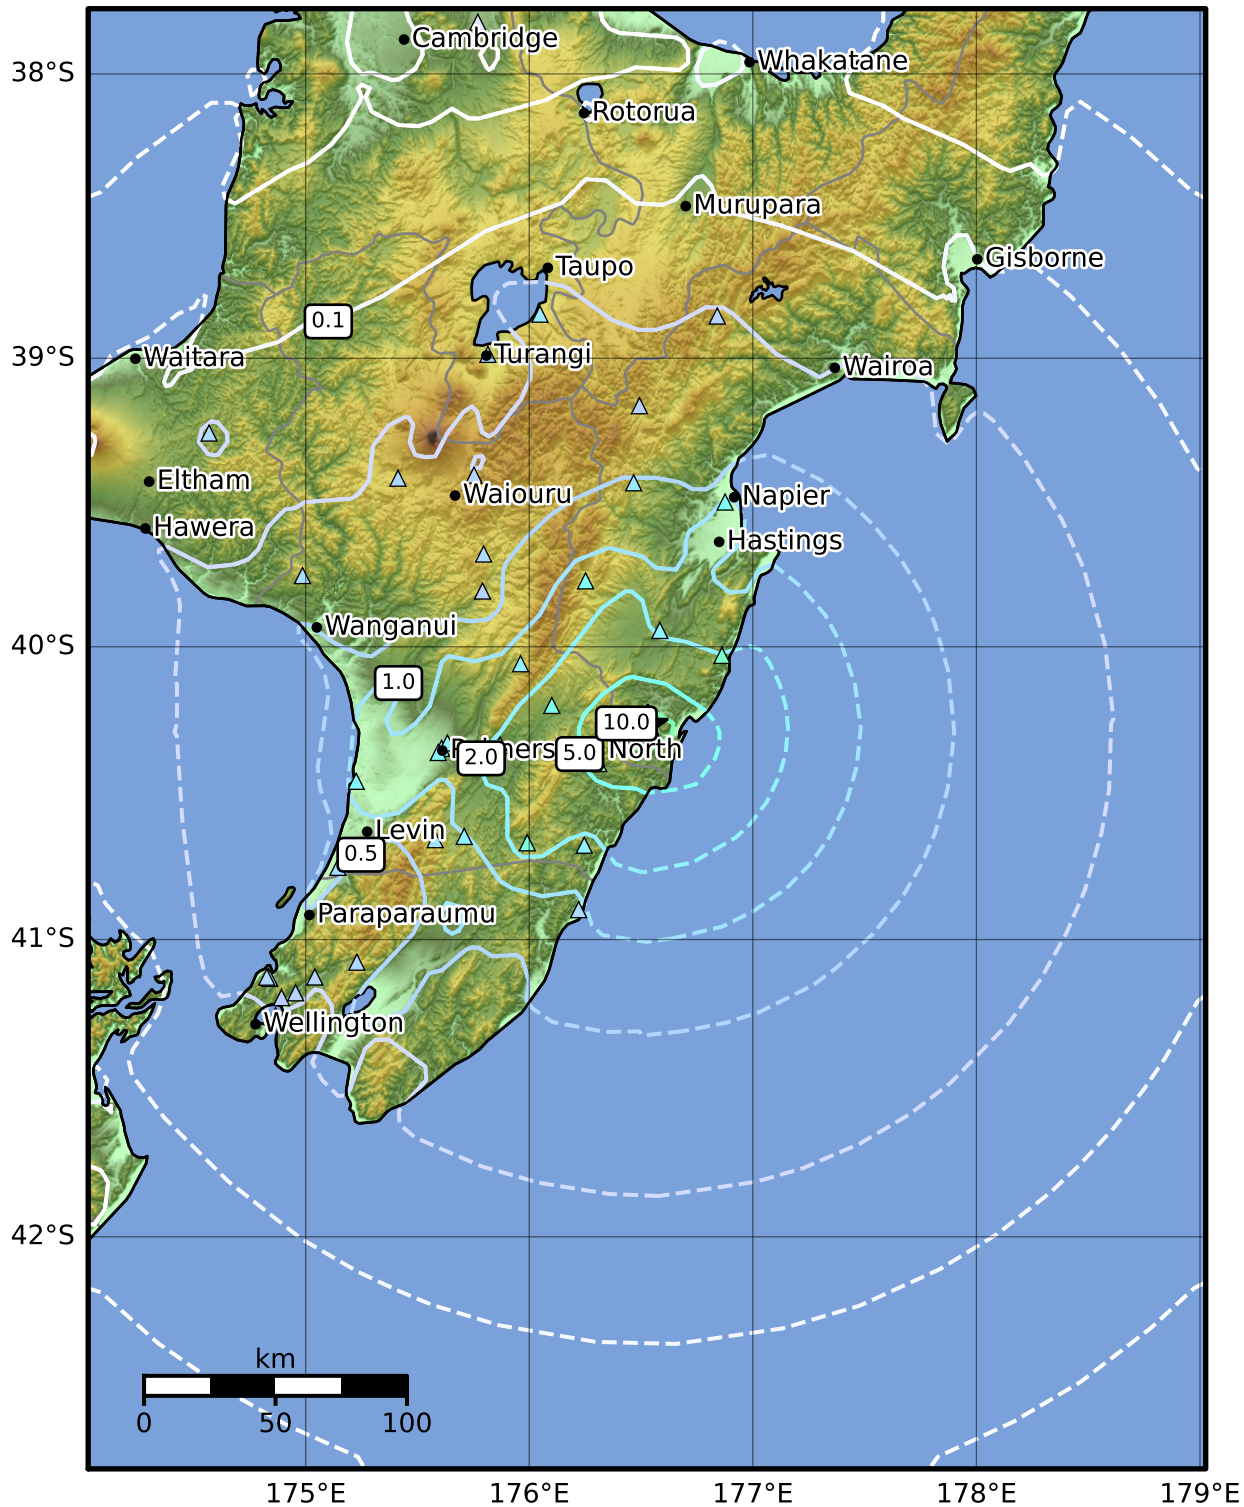 Cambridge
Whakatane
38°S
Rotorua
Murupara
Gisborne
Taupo
0.1
Waitara
Turangi
39°S
Wairoa
Eltham
Waiouru
Napier
Hawera
Hastings
Wanganui
40°S
1.0
10.0
2.0
5.0
North
Levin
0.5
Paraparaumu
41°S
Wellington
42°S
km
0 50 100
175°E 176°E 177°E 178°E 179°E